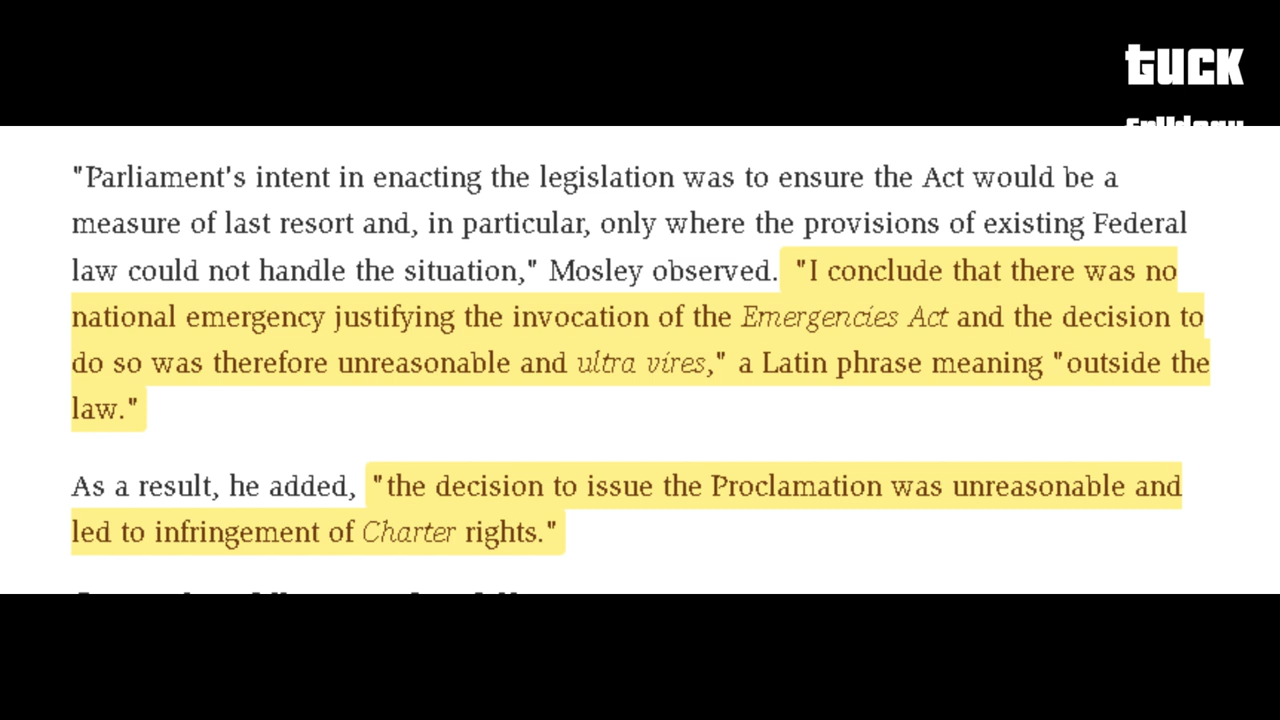 tuck
"Parliament's intent in enacting the legislation was to ensure the Act would be a
measure of last resort and, in particular, only where the provisions of existing Federal
law could not handle the situation," Mosley observed. "I conclude that there was no
national emergency justifying the invocation of the Emergencies Act and the decision to
do so was therefore unreasonable and ultra vires," a Latin phrase meaning "outside the
law."
As a result, he added, "the decision to issue the Proclamation was unreasonable and
led to infringement of Charter rights."